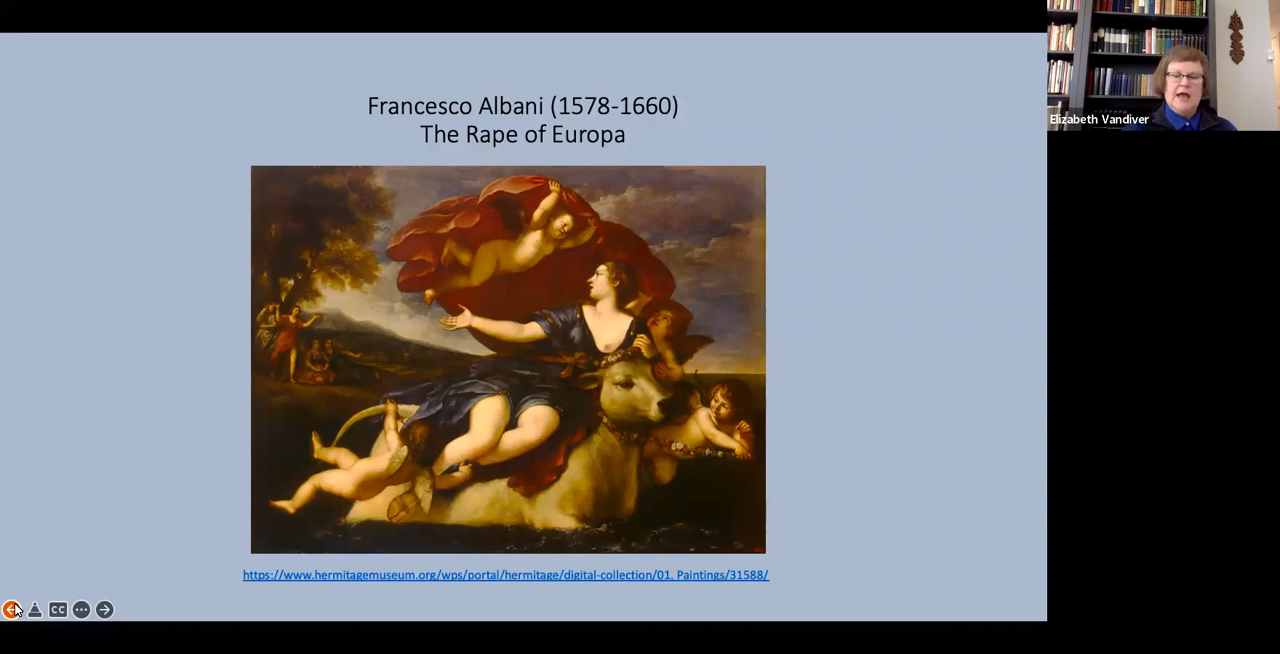 Francesco Albani (1578-1660)
The Rape of Europa
https://www.hermitagemuseum.org/wps/portal/hermitage/digital-collection/01. Paintings/31588/
Elizabeth Vandiver
CC